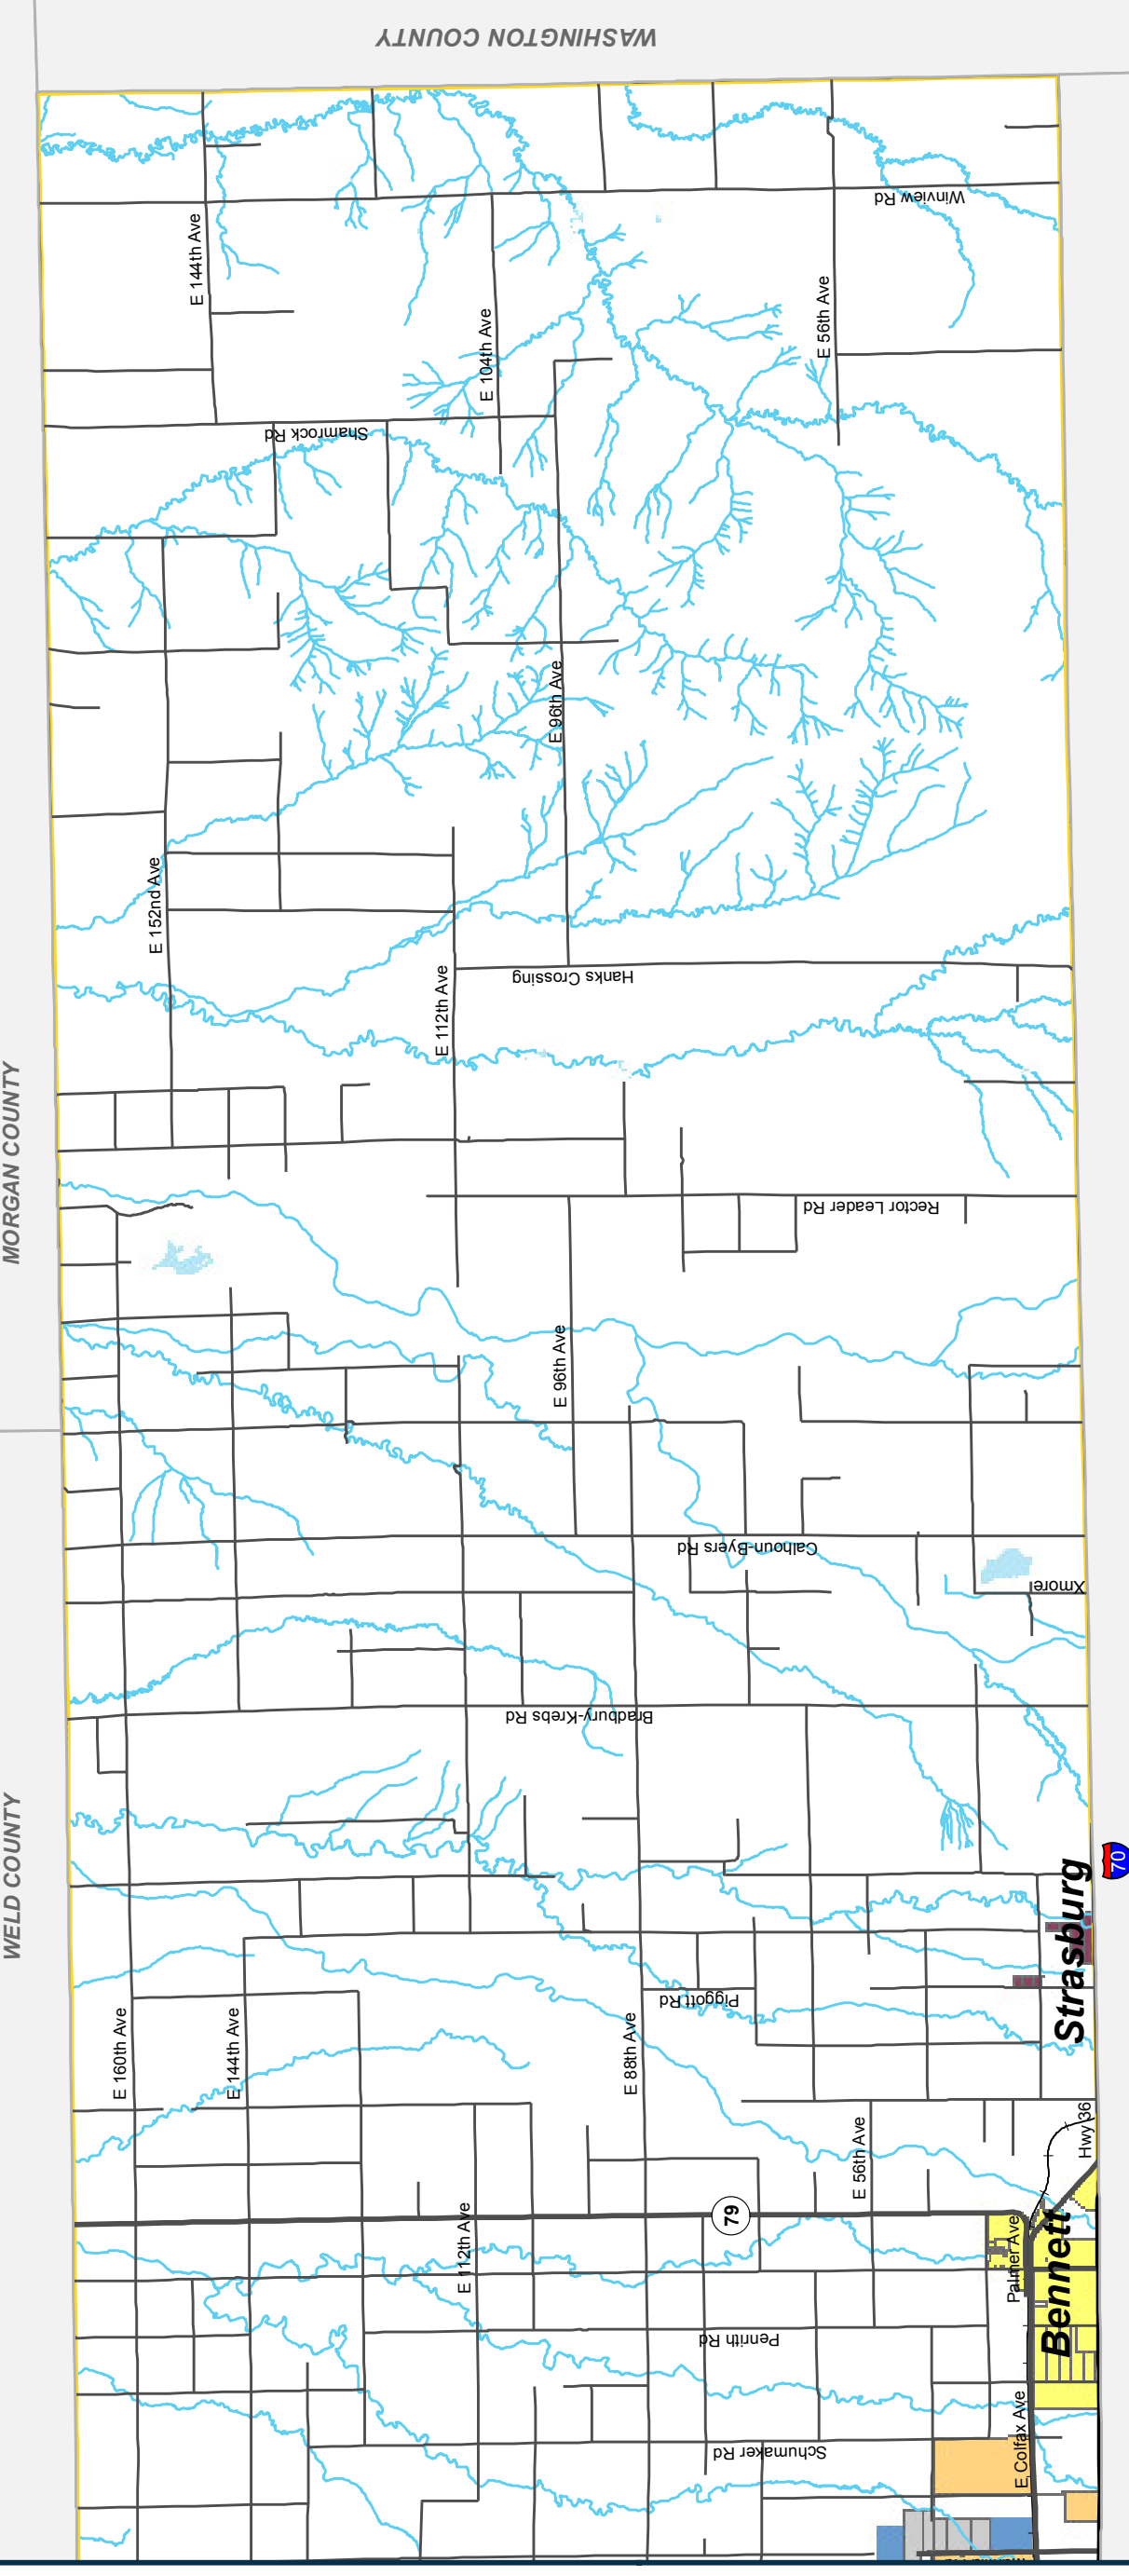 WASHINGTON COUNTY
Winview Rd
E 144th Ave
E 56th Ave
E 104th Ave
Shamrock Rd
E 96th Ave
E 152nd Ave
E 112th Ave
Hanks Crossing
MORGAN COUNTY
Rector Leader Rd
E 96th Ave
Calhoun-Byers Rd
Xmore
Bradbury-Krebs Rd
WELD COUNTY
70
Strasburg
Piggott Rd
E 160th Ave
E 144th Ave
E 88th Ave
E 56th Ave
Hwy 36
79
E 112th Ave
Palmer Ave
Bennett
Penrith Rd
Schumaker Rd
E Colfax Ave